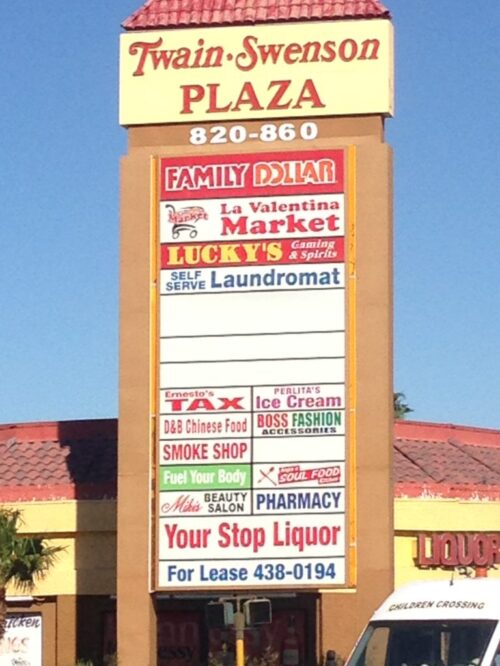 Twain-Swenson
PLAZA
820-860
FAMILY DOLLAR
Market
La Valentina
Market
LUCKY'S Gaming & Spirits
SELF SERVE Laundromat
Ernesto's
TAX
PERLITA'S
Ice Cream
D&B Chinese Food
BOSS FASHION
ACCESSORIES
SMOKE SHOP
Fuel Your Body
SOUL FOOD
BEAUTY
SALON
PHARMACY
Your Stop Liquor
For Lease 438-0194
LIQUOR
CHILDREN CROSSING